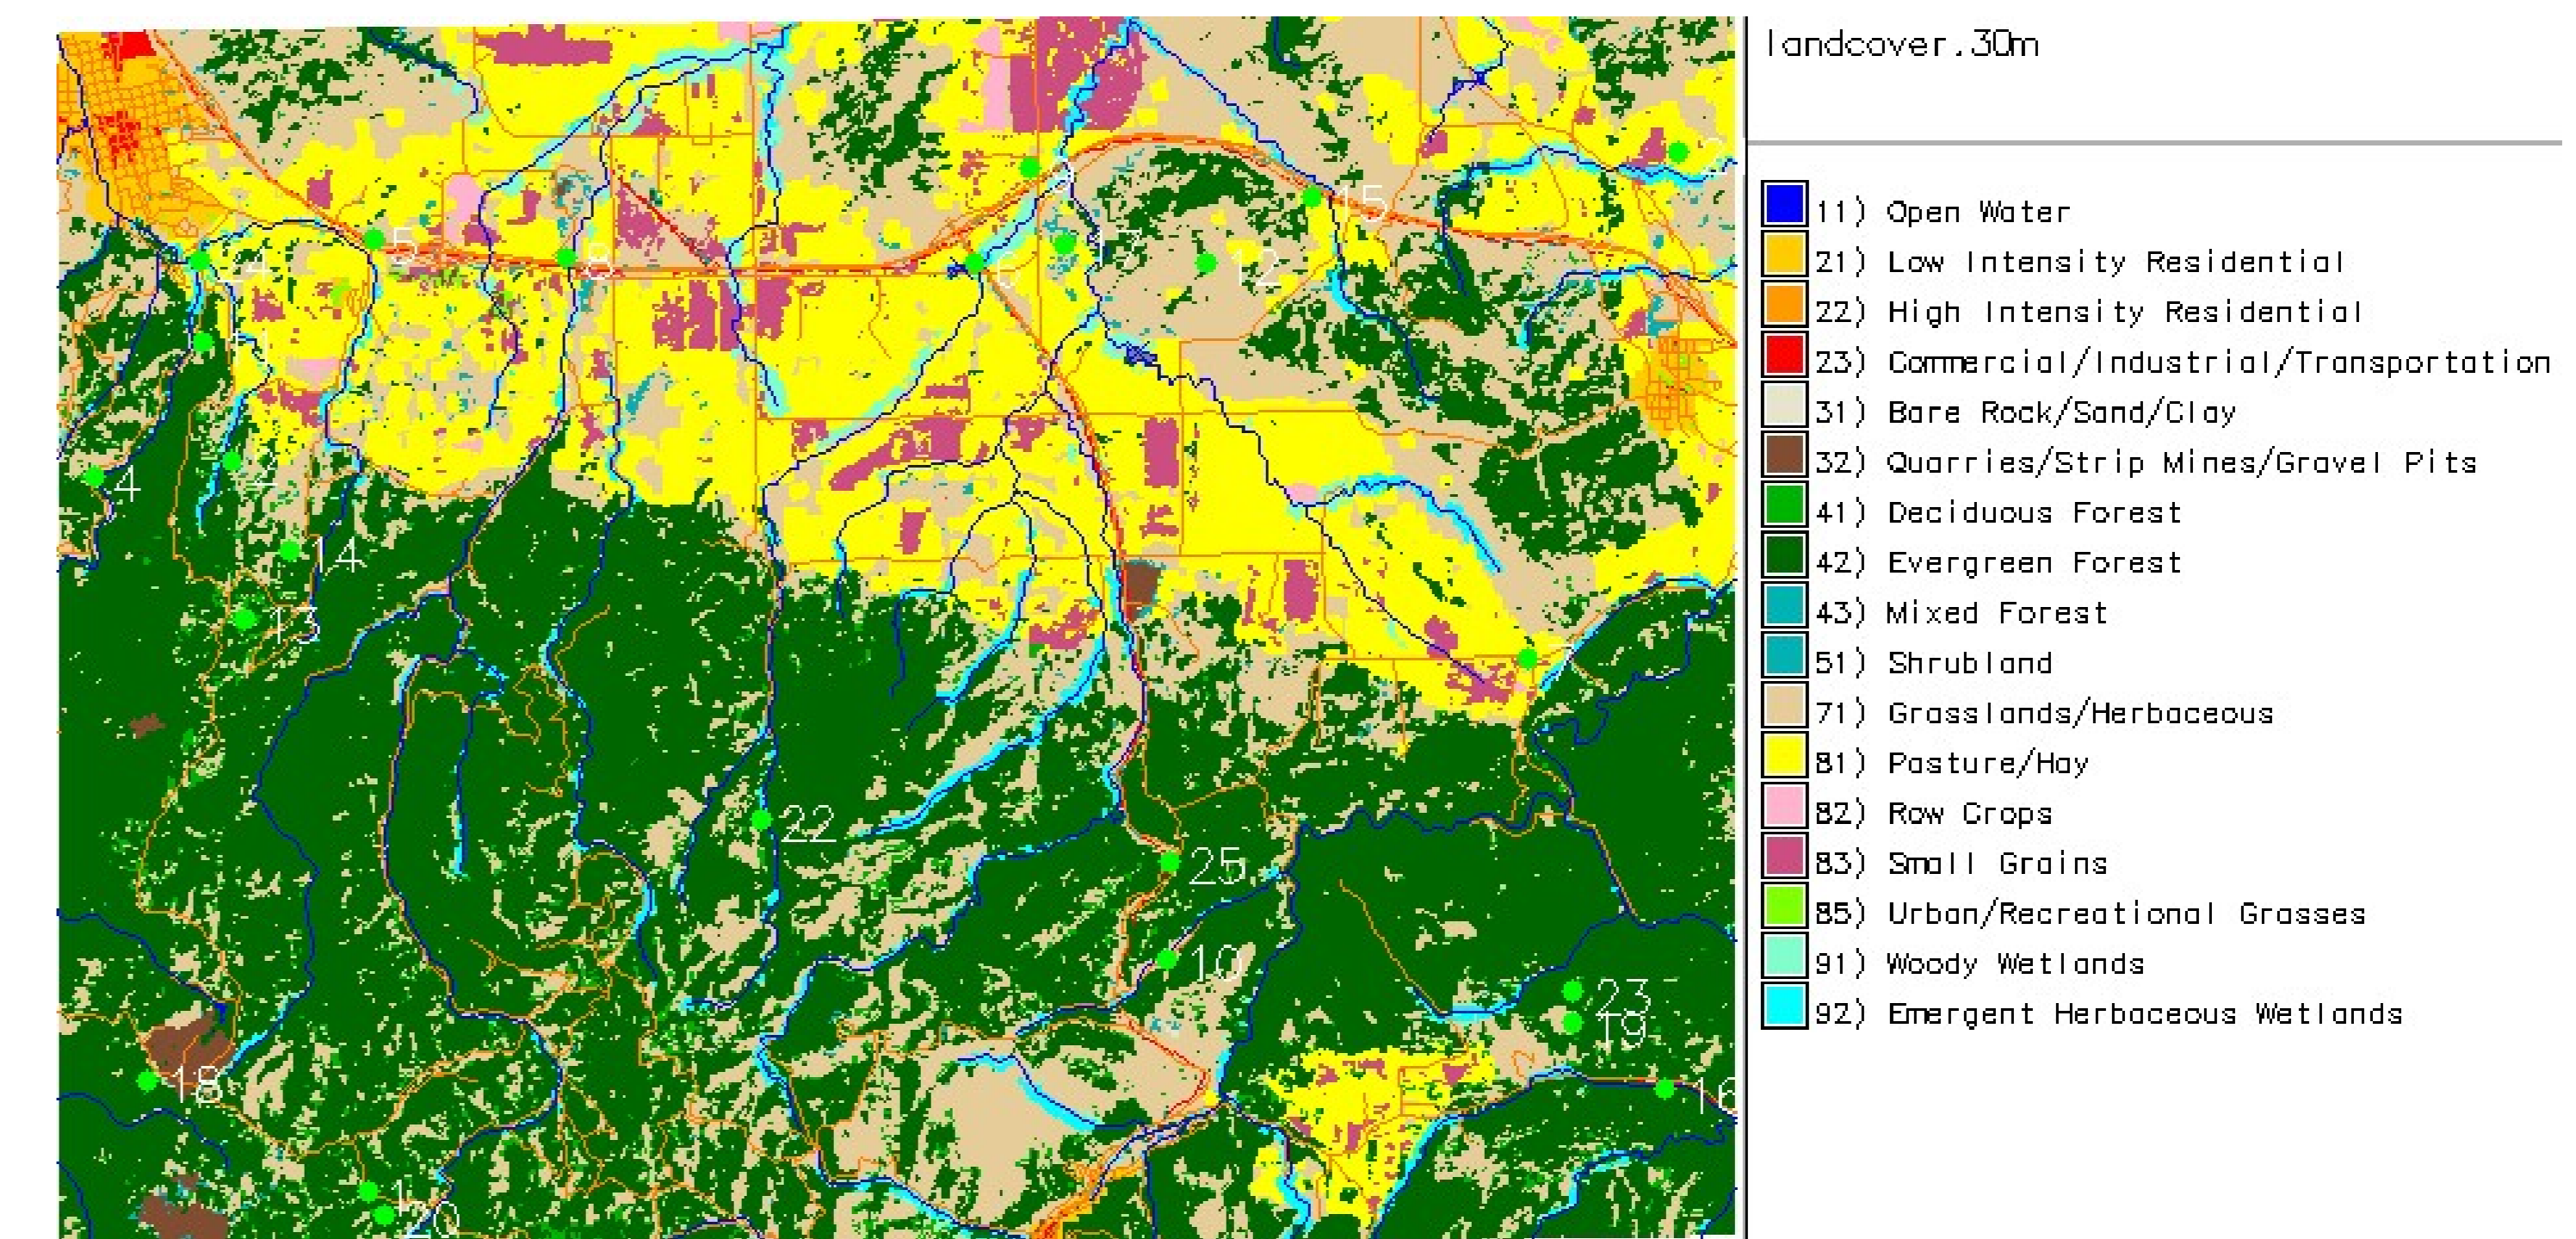 landcover.30m
11) Open Water
21) Low Intensity Residential
22) High Intensity Residential
23) Commercial/Industrial/Transportation
31) Bare Rock/Sand/Clay
32) Quarries/Strip Mines/Gravel Pits
41) Deciduous Forest
42) Evergreen Forest
43) Mixed Forest
51) Shrubland
71) Grasslands/Herbaceous
81) Pasture/Hay
82) Row Crops
83) Small Grains
85) Urban/Recreational Grasses
91) Woody Wetlands
92) Emergent Herbaceous Wetlands
15
5
8
12
4
14
13
22
25
10
23
19
18
16
20